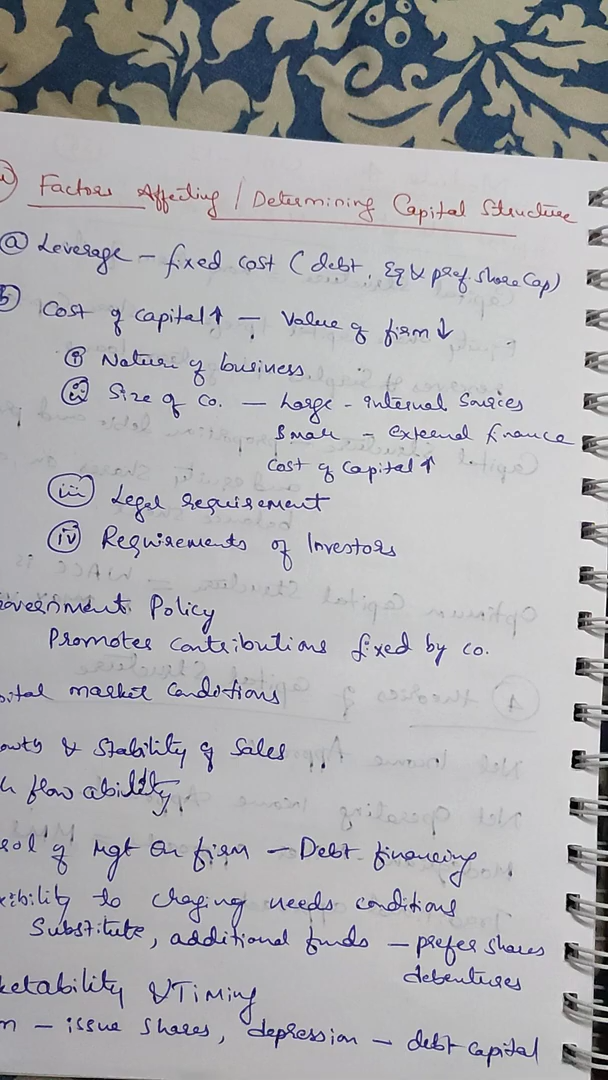 Factors Affecting / Determining Capital Structure
ⓐ Leverage – fixed cost (debt, Eq & pref. share Cap)
Cost of capital ↑ – Value of firm ↓
ⓘ Nature of business
ⓘⓘ Size of co. – Large - internal Sources
Small – external finance
Cost of capital ↑
ⓘⓘⓘ Legal requirement
ⓘⓥ Requirements of Investors
overnment Policy
Promotes contributions fixed by co.
pital market conditions
owth & Stability of Sales
h flow ability
rol of Mgt on firm – Debt financing
xibility to chaging needs conditions
Substitute, additional funds – prefer shares
debentures
ketability & Timing
m – issue shares, depression – debt capital